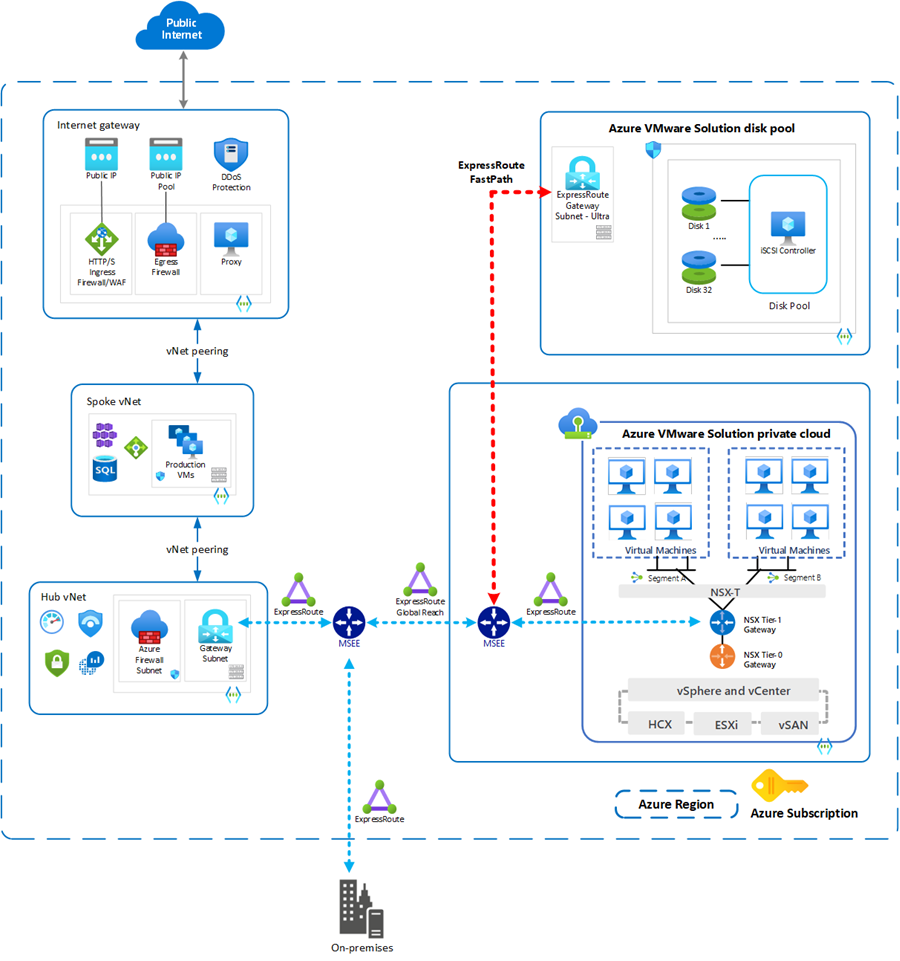 Public
Internet
Internet gateway
Public IP
Public IP
Pool
DDoS
Protection
HTTP/S
Ingress
Firewall/WAF
Egress
Firewall
Proxy
vNet peering
Spoke vNet
SQL
Production
VMs
vNet peering
Hub vNet
Azure
Firewall
Subnet
Gateway
Subnet
ExpressRoute
MSEE
ExpressRoute
Global Reach
MSEE
ExpressRoute
ExpressRoute
On-premises
ExpressRoute
FastPath
Azure VMware Solution disk pool
ExpressRoute
Gateway
Subnet - Ultra
Disk 1
.....
Disk 32
iSCSI Controller
Disk Pool
Azure VMware Solution private cloud
Virtual Machines
Virtual Machines
Segment A
Segment B
NSX-T
NSX Tier-1
Gateway
NSX Tier-0
Gateway
vSphere and vCenter
HCX
ESXi
vSAN
Azure Region
Azure Subscription